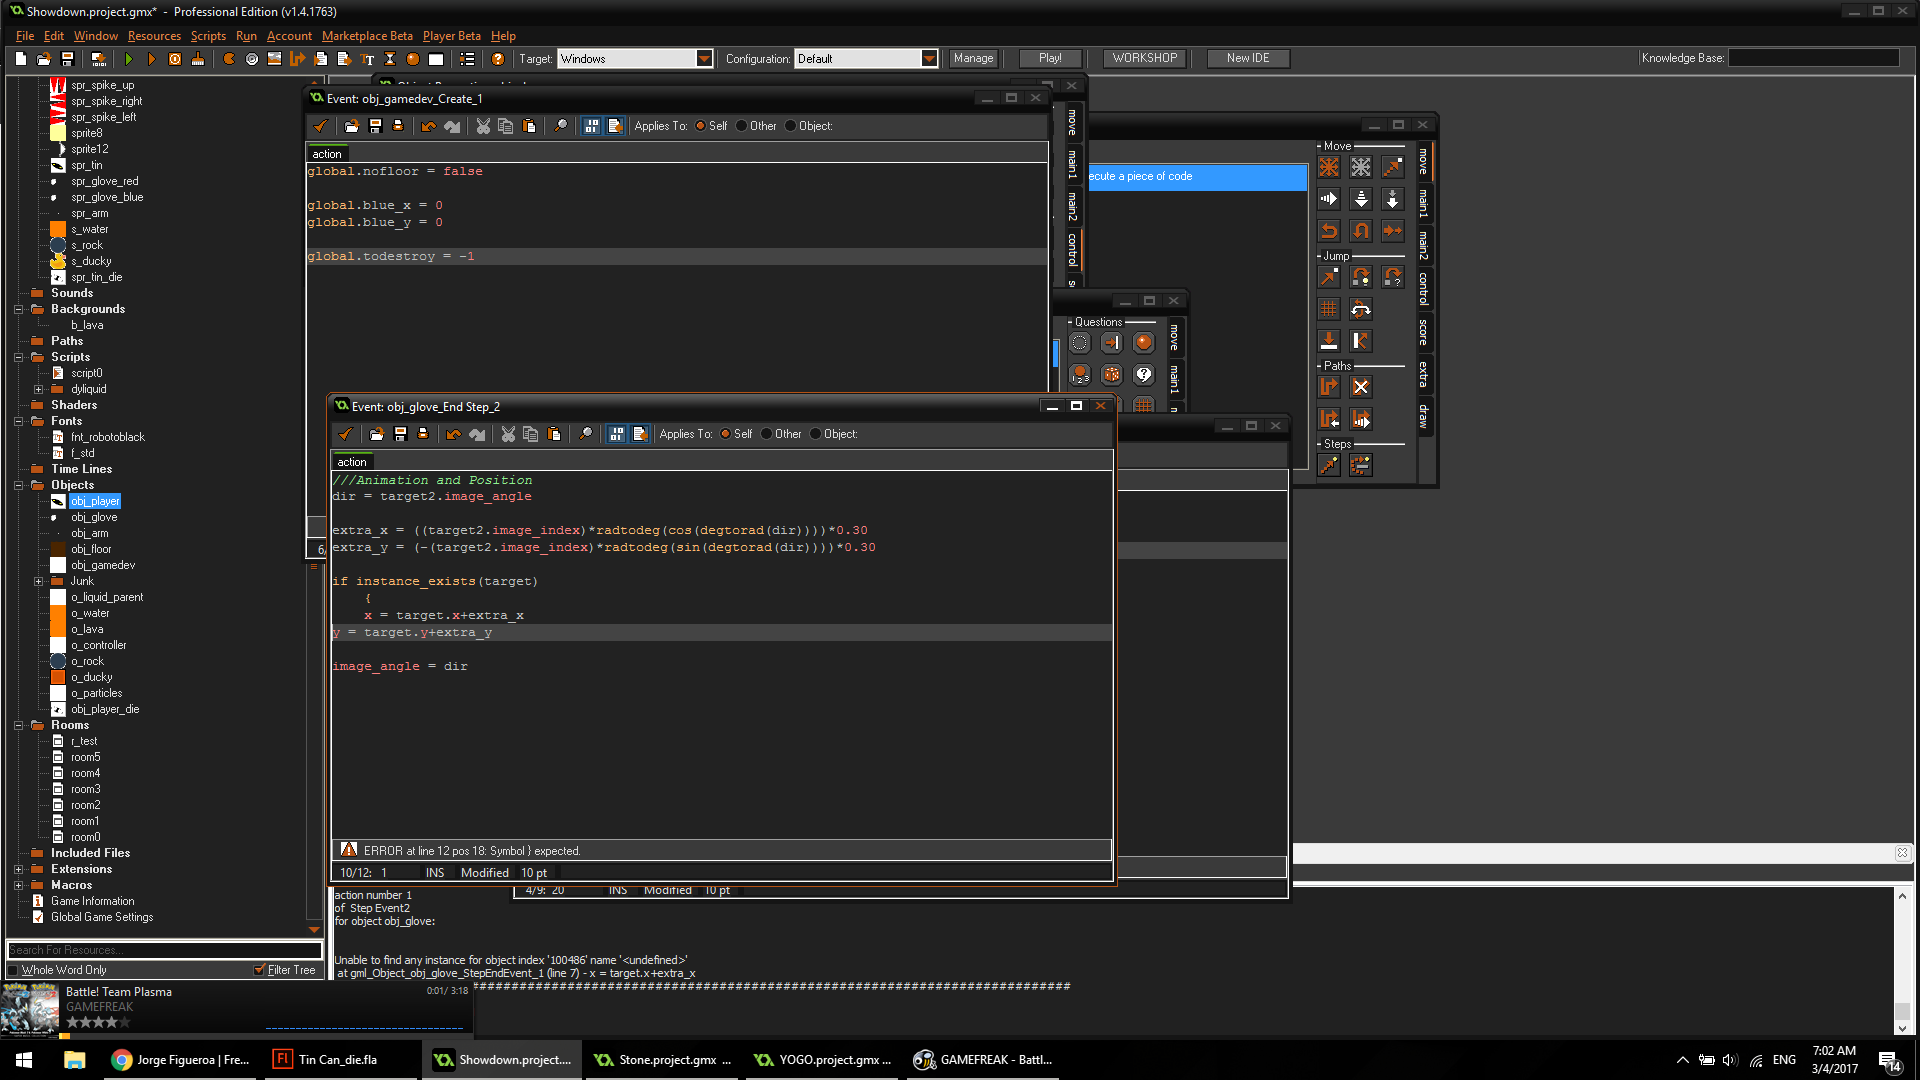 Showdown.project.gmx* - Professional Edition (v1.4.1763)
File Edit Window Resources Scripts Run Account Marketplace Beta Player Beta Help
Target: Windows Configuration: Default Manage Play! WORKSHOP New IDE Knowledge Base:
spr_spike_up
spr_spike_right
spr_spike_left
sprite8
sprite12
spr_tin
spr_glove_red
spr_glove_blue
spr_arm
s_water
s_rock
s_ducky
spr_tin_die
Sounds
Backgrounds
b_lava
Paths
Scripts
script0
dyliquid
Shaders
Fonts
fnt_robotoblack
f_std
Time Lines
Objects
obj_player
obj_glove
obj_arm
obj_floor
obj_gamedev
Junk
o_liquid_parent
o_water
o_lava
o_controller
o_rock
o_ducky
o_particles
obj_player_die
Rooms
r_test
room5
room4
room3
room2
room1
room0
Included Files
Extensions
Macros
Game Information
Global Game Settings
Search For Resources...
Whole Word Only Filter Tree
Event: obj_gamedev_Create_1
Applies To: Self Other Object:
action
global.nofloor = false
global.blue_x = 0
global.blue_y = 0
global.todestroy = -1
move
main1
main2
control
ecute a piece of code
Move
Jump
Paths
Steps
move
main1
main2
control
score
extra
draw
Questions
move
main1
Event: obj_glove_End Step_2
Applies To: Self Other Object:
action
///Animation and Position
dir = target2.image_angle
extra_x = ((target2.image_index)*radtodeg(cos(degtorad(dir))))*0.30
extra_y = (-(target2.image_index)*radtodeg(sin(degtorad(dir))))*0.30
if instance_exists(target)
{
x = target.x+extra_x
y = target.y+extra_y
image_angle = dir
ERROR at line 12 pos 18: Symbol } expected.
10/12: 1 INS Modified 10 pt
4/9: 20 INS Modified 10 pt
action number 1
of Step Event2
for object obj_glove:
Unable to find any instance for object index '100486' name '<undefined>'
at gml_Object_obj_glove_StepEndEvent_1 (line 7) - x = target.x+extra_x
Battle! Team Plasma 0:01/ 3:18
GAMEFREAK
Jorge Figueroa | Fre...
Tin Can_die.fla
Showdown.project....
Stone.project.gmx ...
YOGO.project.gmx ...
GAMEFREAK - Battl...
ENG
7:02 AM
3/4/2017
14